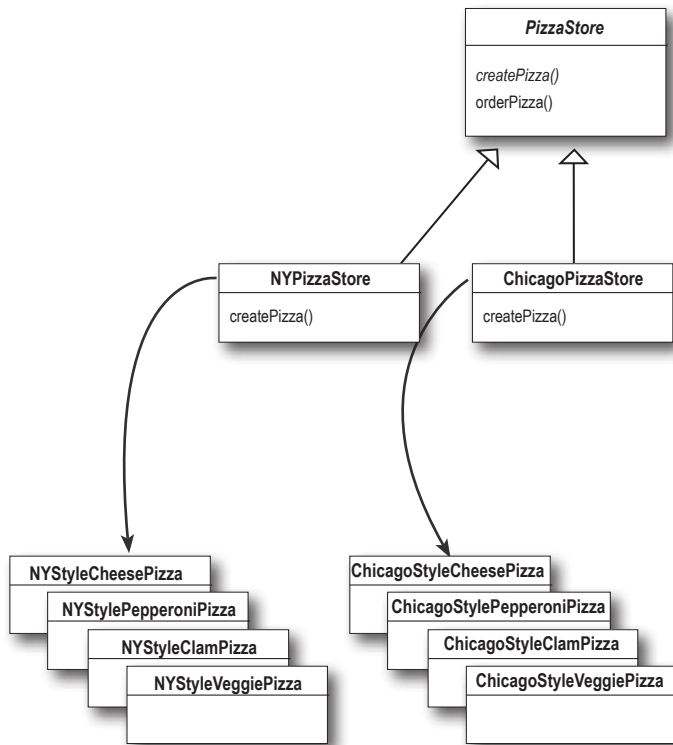 PizzaStore
createPizza()
orderPizza()
NYPizzaStore
createPizza()
ChicagoPizzaStore
createPizza()
NYStyleCheesePizza
NYStylePepperoniPizza
NYStyleClamPizza
NYStyleVeggiePizza
ChicagoStyleCheesePizza
ChicagoStylePepperoniPizza
ChicagoStyleClamPizza
ChicagoStyleVeggiePizza